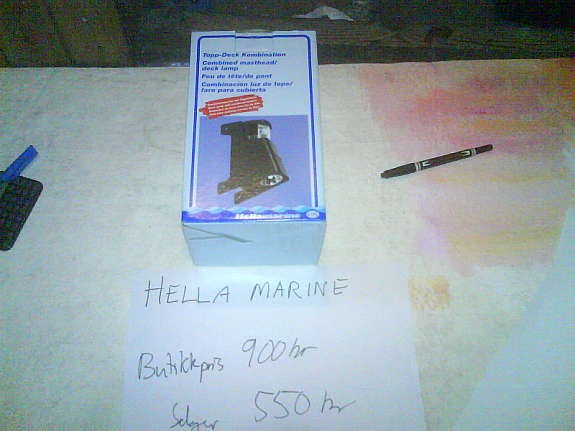 Topp-Deck Kombination
Combined masthead/
deck lamp
Feu de tête/de pont
Combinación luz de tope/
faro para cubierta
Hellamarine
HELLA MARINE
Butikkpris 900 kr
Selger 550 kr